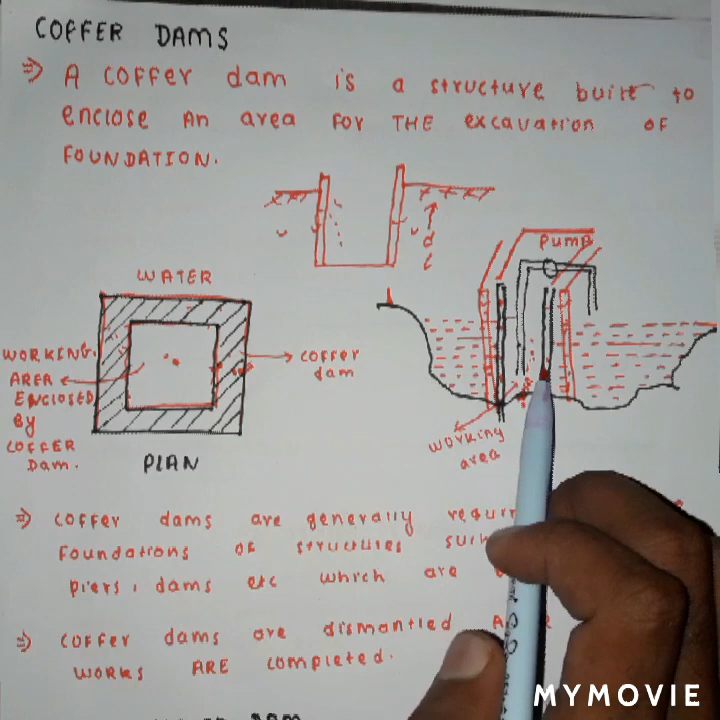 COFFER DAMS
⇒ A coffer dam is a structure built to
enclose An area FOR THE excavation OF
FOUNDATION.
d
WATER
Pump
WORKING
AREA
ENCLOSED
By
COFFER
Dam.
coffer
dam
working
area
PLAN
⇒ coffer dams are generally
Foundations OF structures
piers, dams etc which are
⇒ coffer dams are dismantled
works ARE completed.
MYMOVIE